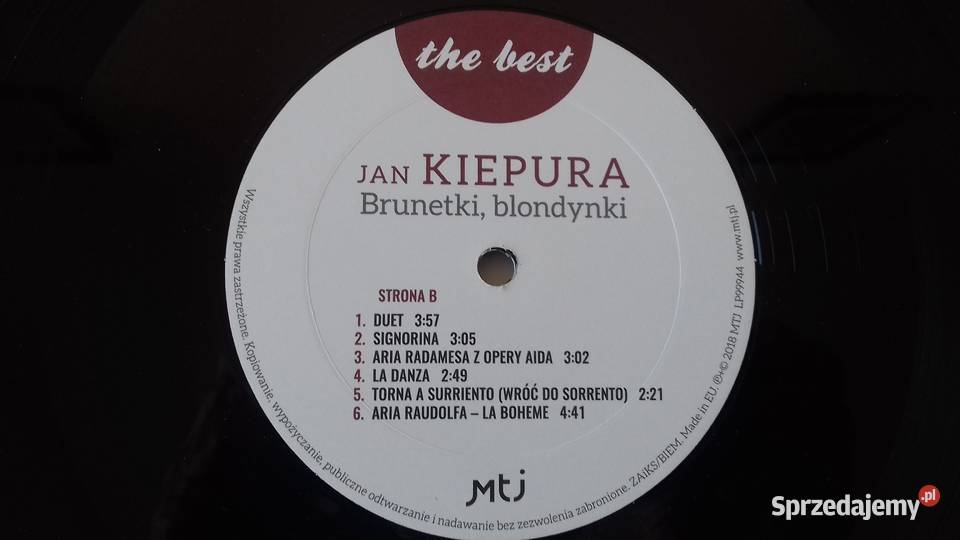 the best
JAN KIEPURA
Brunetki, blondynki
STRONA B
1. DUET 3:57
2. SIGNORINA 3:05
3. ARIA RADAMESA Z OPERY AIDA 3:02
4. LA DANZA 2:49
5. TORNA A SURRIENTO (WRÓĆ DO SORRENTO) 2:21
6. ARIA RAUDOLFA – LA BOHEME 4:41
mtj
Wszystkie prawa zastrzeżone. Kopiowanie, wypożyczanie, publiczne odtwarzanie i nadawanie bez zezwolenia zabronione. ZAiKS/BIEM. Made in EU. ℗+© 2018 MTJ LP99944 www.mtj.pl
Sprzedajemy.pl